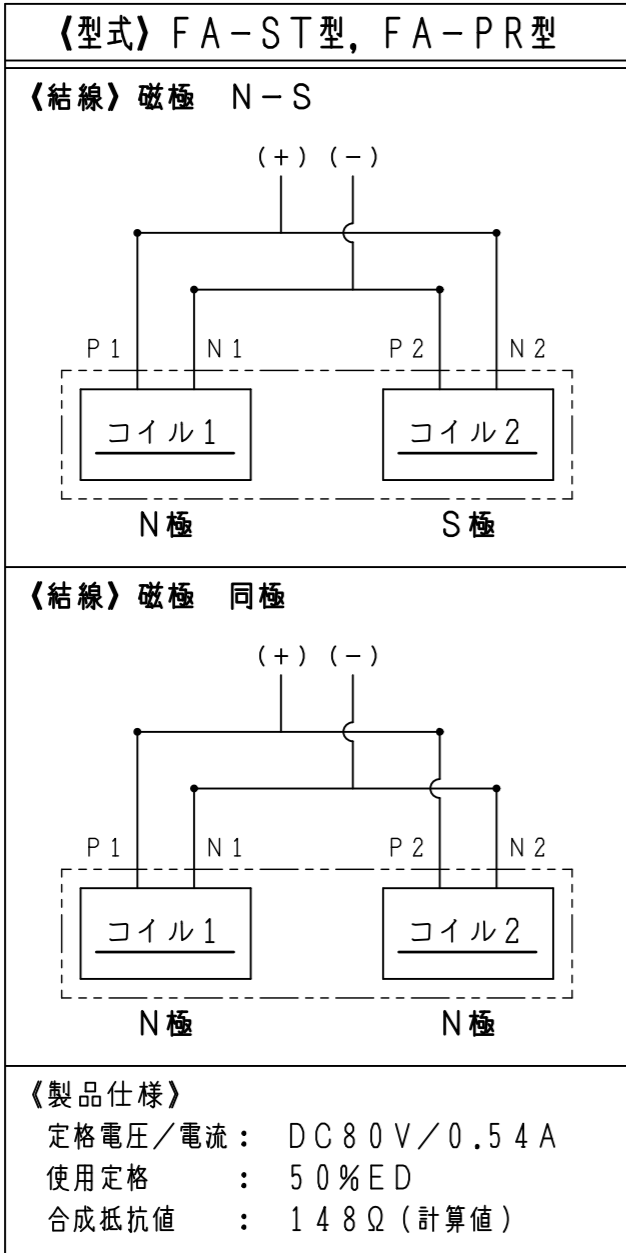 《型式》FA-ST型, FA-PR型
《結線》磁極 N-S
(+) (-)
P1 N1 P2 N2
コイル1 コイル2
N極 S極
《結線》磁極 同極
(+) (-)
P1 N1 P2 N2
コイル1 コイル2
N極 N極
《製品仕様》
定格電圧/電流: DC80V/0.54A
使用定格 : 50%ED
合成抵抗値 : 148Ω(計算値)